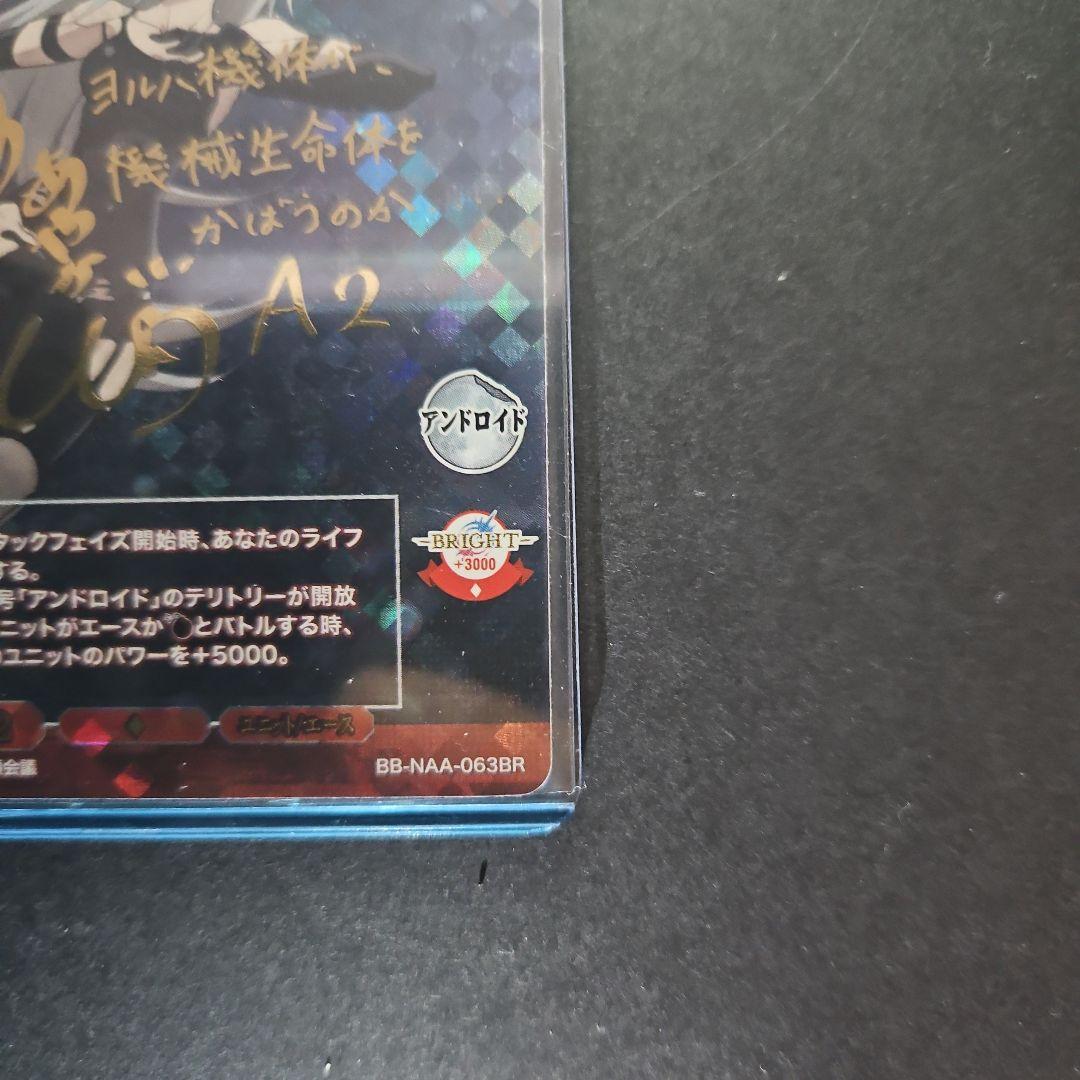 ヨルハ機体が、
機械生命体を
かばうのか
A2
アンドロイド
BRIGHT
+3000
タックフェイズ開始時、あなたのライフ
する。
号「アンドロイド」のテリトリーが開放
ニットがエースか とバトルする時、
のユニットのパワーを+5000。
ユニット/エース
会議
BB-NAA-063BR